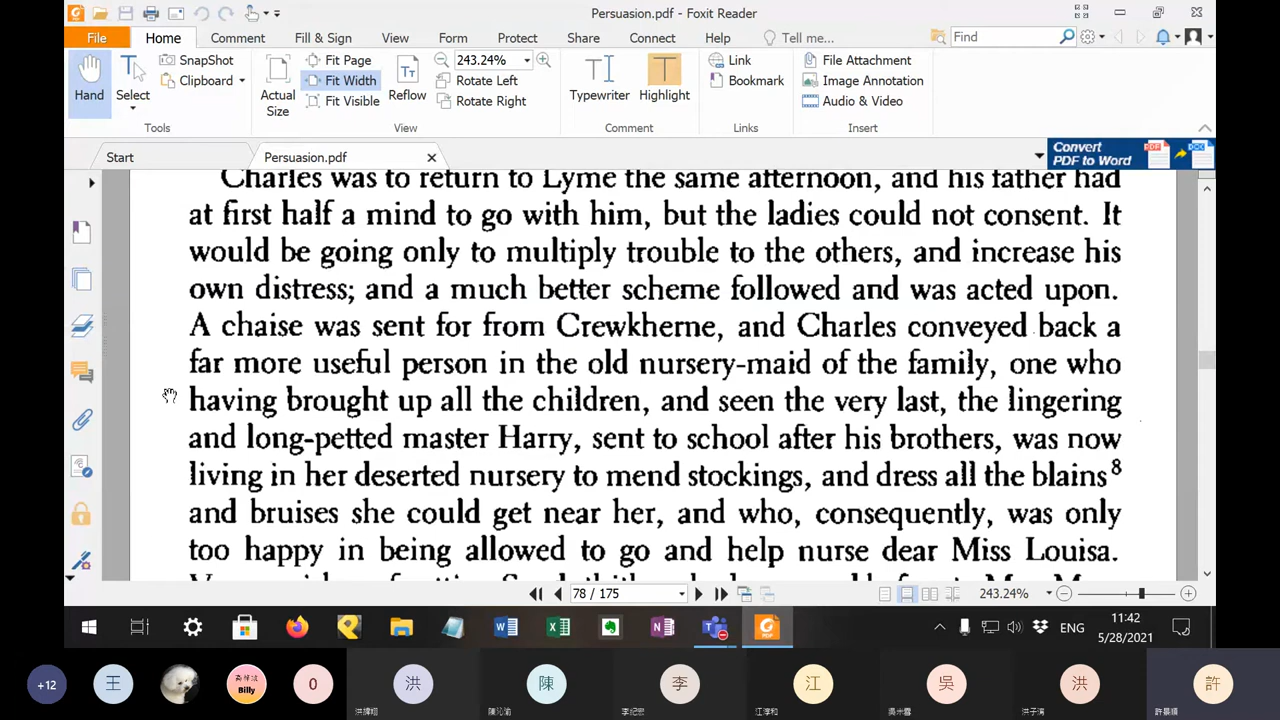 Persuasion.pdf - Foxit Reader
File Home Comment Fill & Sign View Form Protect Share Connect Help Tell me... Find
Hand
Select
SnapShot
Clipboard
Tools
Actual
Size
Fit Page
Fit Width
Fit Visible
Reflow
243.24%
Rotate Left
Rotate Right
View
Typewriter
Highlight
Comment
Link
Bookmark
Links
File Attachment
Image Annotation
Audio & Video
Insert
Start
Persuasion.pdf
Convert
PDF to Word
PDF
DOC
Charles was to return to Lyme the same afternoon, and his father had
at first half a mind to go with him, but the ladies could not consent. It
would be going only to multiply trouble to the others, and increase his
own distress; and a much better scheme followed and was acted upon.
A chaise was sent for from Crewkherne, and Charles conveyed back a
far more useful person in the old nursery-maid of the family, one who
having brought up all the children, and seen the very last, the lingering
and long-petted master Harry, sent to school after his brothers, was now
living in her deserted nursery to mend stockings, and dress all the blains8
and bruises she could get near her, and who, consequently, was only
too happy in being allowed to go and help nurse dear Miss Louisa.
78 / 175
243.24%
ENG
11:42
5/28/2021
+12
王
Billy
0
洪
陳
李
江
吳
洪
許
江淳和